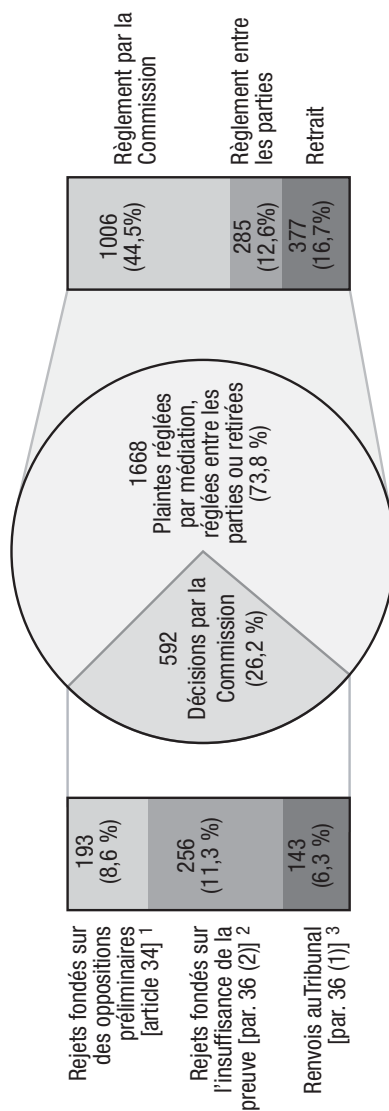 Rejets fondés sur
des oppositions
préliminaires
[article 34] 1
Rejets fondés sur
l'insuffisance de la
preuve [par. 36 (2)] 2
Renvois auTribunal
[par. 36 (1)] 3
193
(8,6 %)
256
(11,3 %)
143
(6,3 %)
592
Décisions par la
Commission
(26,2 %)
1668
Plaintes réglées
par médiation,
réglées entre les
parties ou retirées
(73,8 %)
1006
(44,5%)
285
(12,6%)
377
(16,7%)
Règlement par la
Commission
Règlement entre
les parties
Retrait